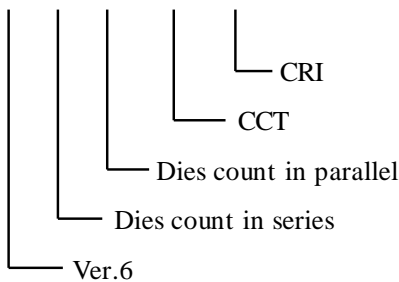 CRI
CCT
Dies count in parallel
Dies count in series
Ver.6